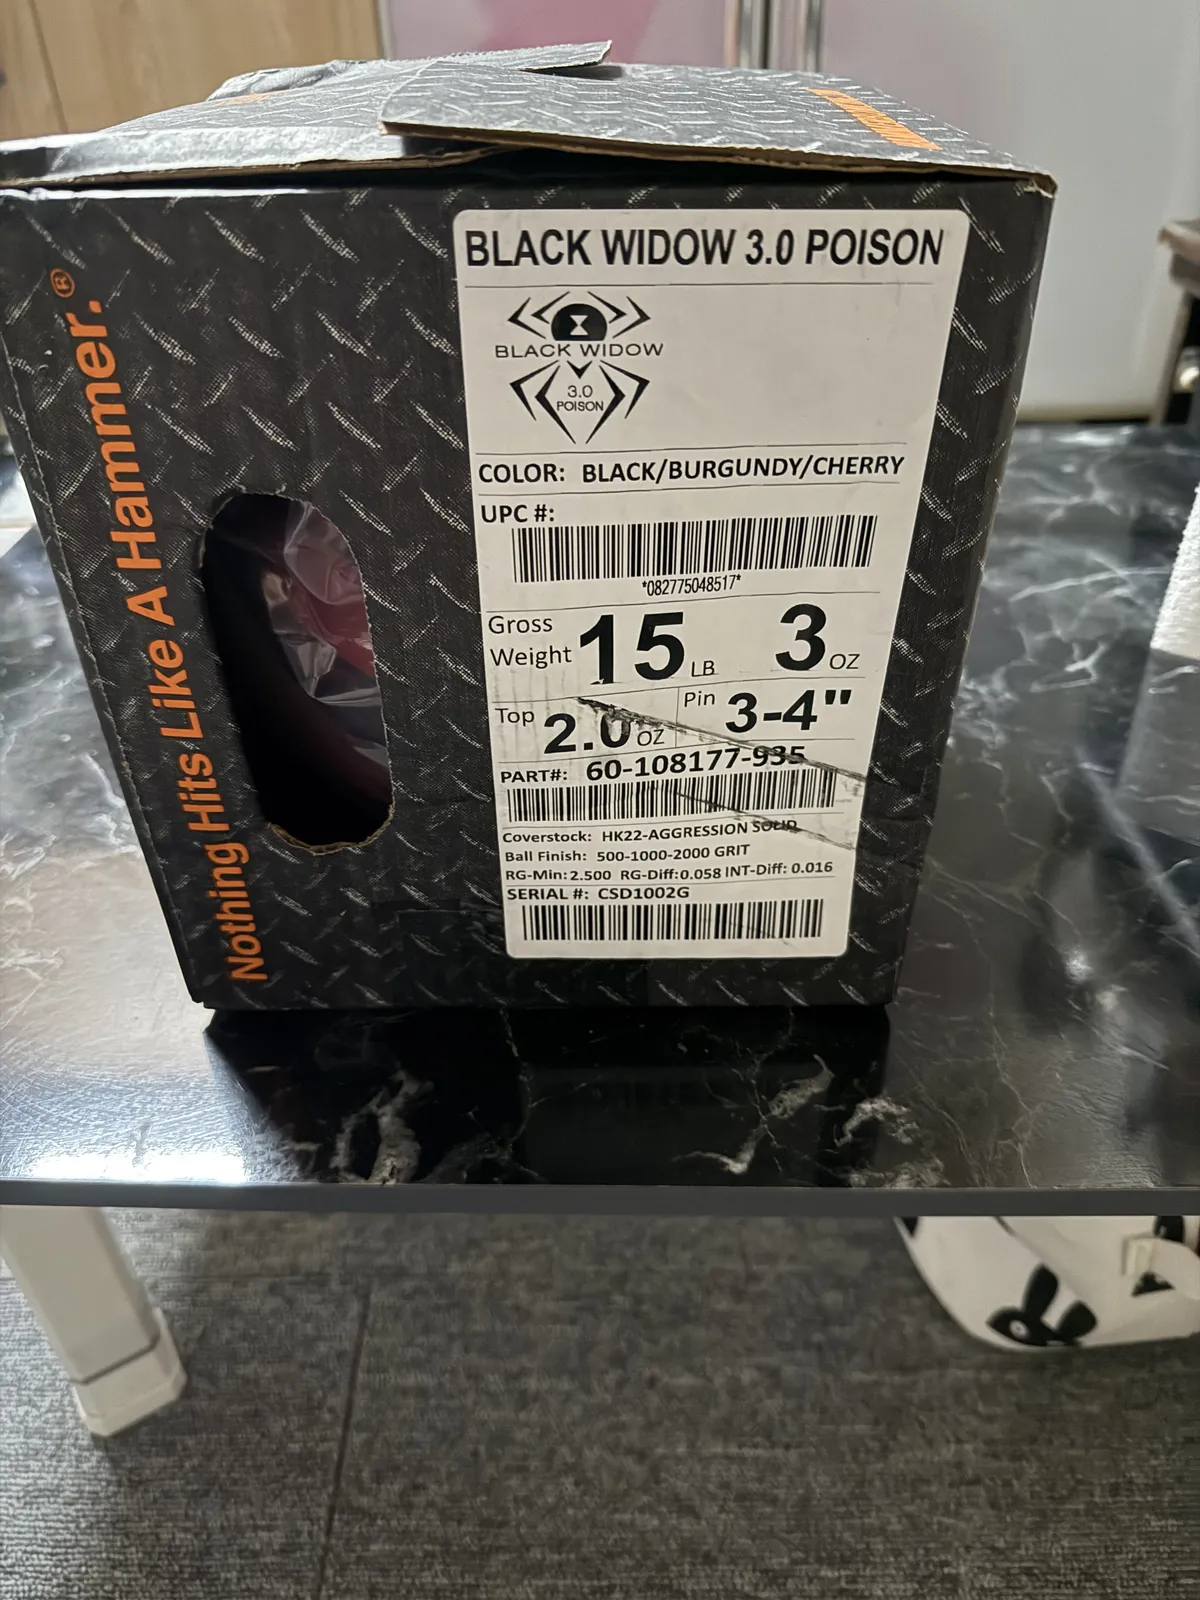 Nothing Hits Like A Hammer.®
BLACK WIDOW 3.0 POISON
BLACK WIDOW
3.0
POISON
COLOR: BLACK/BURGUNDY/CHERRY
UPC #:
*082775048517*
Gross Weight 15 LB 3 OZ
Top 2.0 OZ Pin 3-4"
PART#: 60-108177-935
Coverstock: HK22-AGGRESSION SOLID
Ball Finish: 500-1000-2000 GRIT
RG-Min: 2.500 RG-Diff: 0.058 INT-Diff: 0.016
SERIAL #: CSD1002G